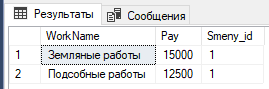 Результаты Сообщения
WorkName Pay Smeny_id
1 Земляные работы 15000 1
2 Подсобные работы 12500 1